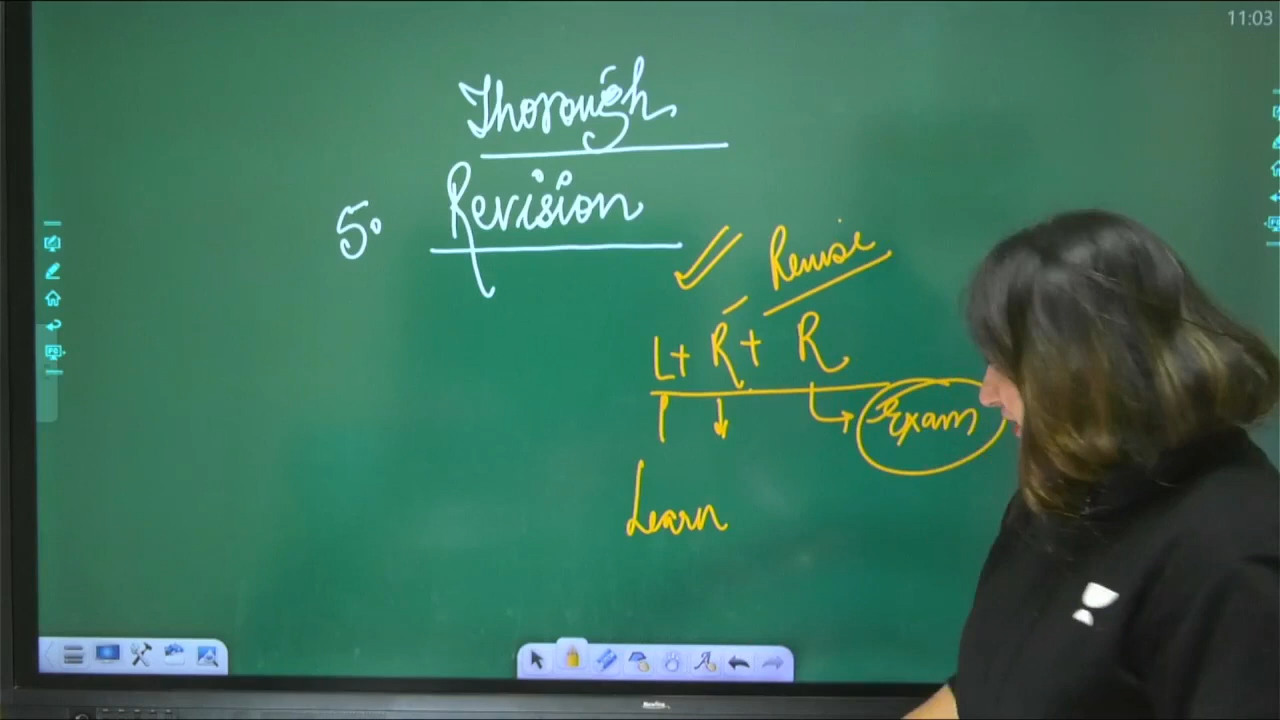 11:03
Thorough
5. Revision
Revise
L + R + R
Exam
Learn